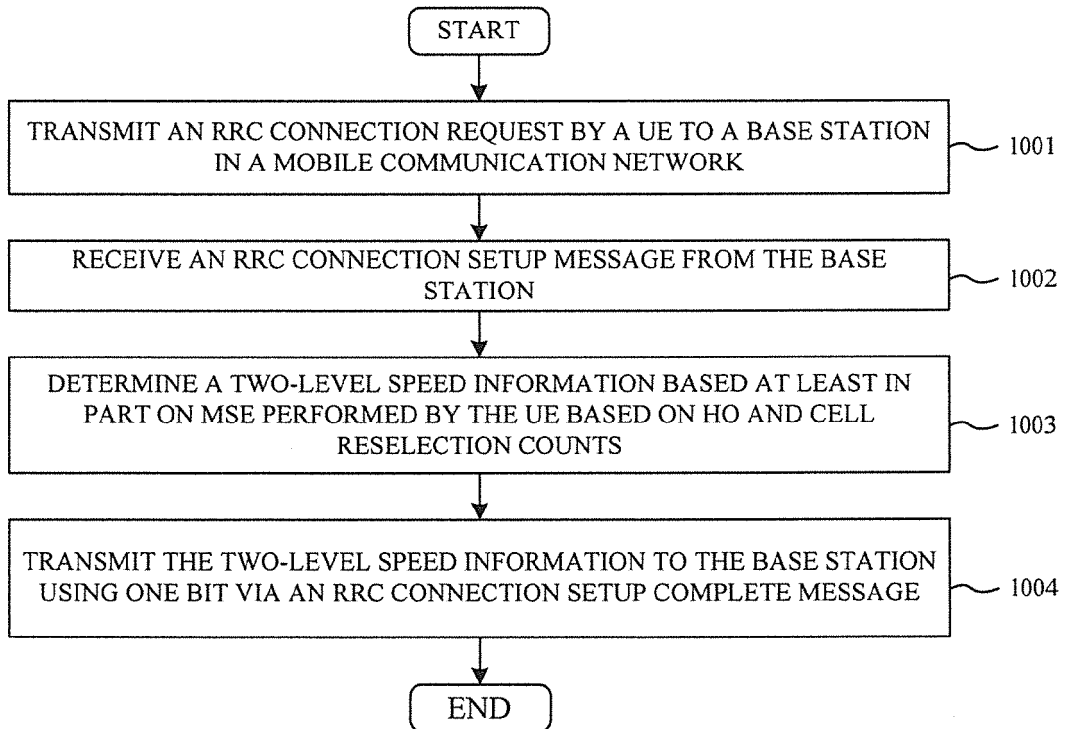 START
TRANSMIT AN RRC CONNECTION REQUEST BY A UE TO A BASE STATION
IN A MOBILE COMMUNICATION NETWORK
1001
RECEIVE AN RRC CONNECTION SETUP MESSAGE FROM THE BASE
STATION
1002
DETERMINE A TWO-LEVEL SPEED INFORMATION BASED AT LEAST IN
PART ON MSE PERFORMED BY THE UE BASED ON HO AND CELL
RESELECTION COUNTS
1003
TRANSMIT THE TWO-LEVEL SPEED INFORMATION TO THE BASE STATION
USING ONE BIT VIA AN RRC CONNECTION SETUP COMPLETE MESSAGE
1004
END